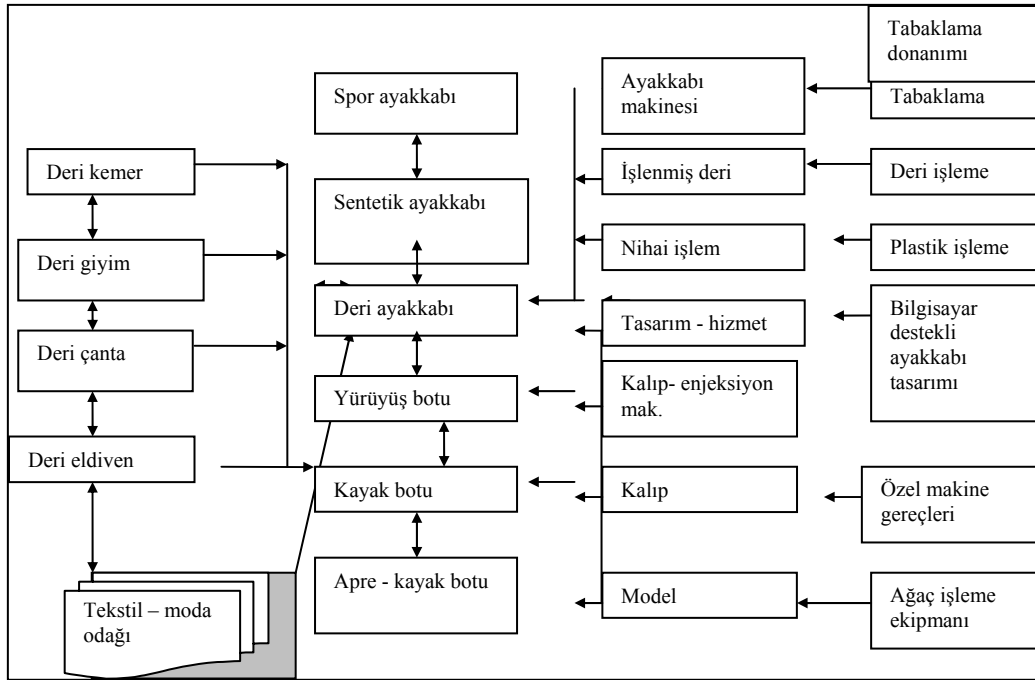 Tabaklama
donanımı
Spor ayakkabı
Ayakkabı
makinesi
Tabaklama
Deri kemer
Sentetik ayakkabı
İşlenmiş deri
Deri işleme
Deri giyim
Nihai işlem
Plastik işleme
Deri ayakkabı
Tasarım - hizmet
Bilgisayar
destekli
ayakkabı
tasarımı
Deri çanta
Yürüyüş botu
Kalıp- enjeksiyon
mak.
Deri eldiven
Kayak botu
Kalıp
Özel makine
gereçleri
Apre - kayak botu
Model
Ağaç işleme
ekipmanı
Tekstil – moda
odağı